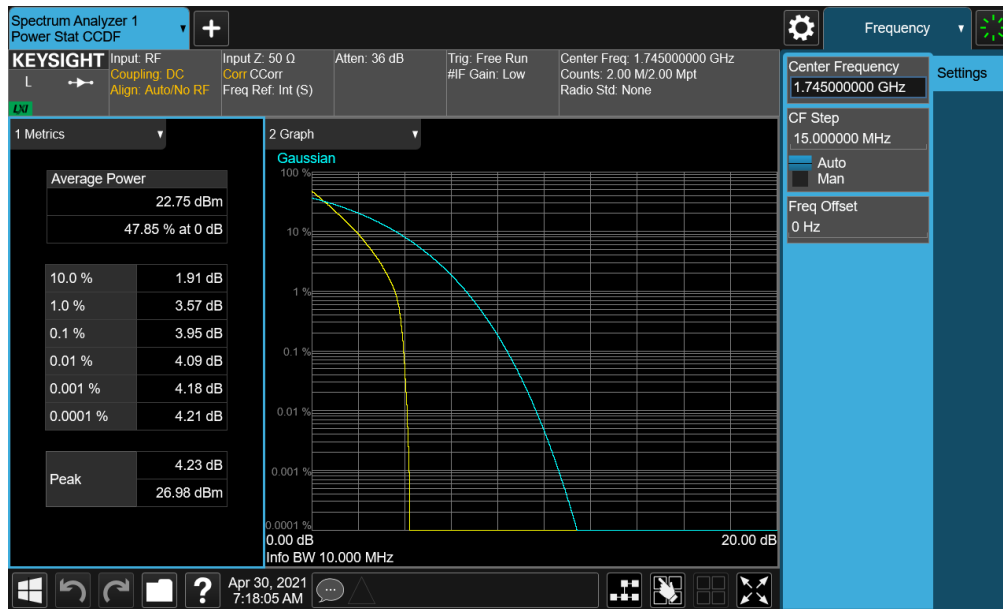 Spectrum Analyzer 1
Power Stat CCDF
+
Frequency
KEYSIGHT
L
LXI
Input: RF
Coupling: DC
Align: Auto/No RF
Input Z: 50 Ω
Corr CCorr
Freq Ref: Int (S)
Atten: 36 dB
Trig: Free Run
#IF Gain: Low
Center Freq: 1.745000000 GHz
Counts: 2.00 M/2.00 Mpt
Radio Std: None
Center Frequency
1.745000000 GHz
Settings
CF Step
15.000000 MHz
Auto
Man
Freq Offset
0 Hz
1 Metrics
Average Power
22.75 dBm
47.85 % at 0 dB
10.0 % 1.91 dB
1.0 % 3.57 dB
0.1 % 3.95 dB
0.01 % 4.09 dB
0.001 % 4.18 dB
0.0001 % 4.21 dB
Peak
4.23 dB
26.98 dBm
2 Graph
Gaussian
100 %
10 %
1 %
0.1 %
0.01 %
0.001 %
0.0001 %
0.00 dB 20.00 dB
Info BW 10.000 MHz
?
Apr 30, 2021
7:18:05 AM